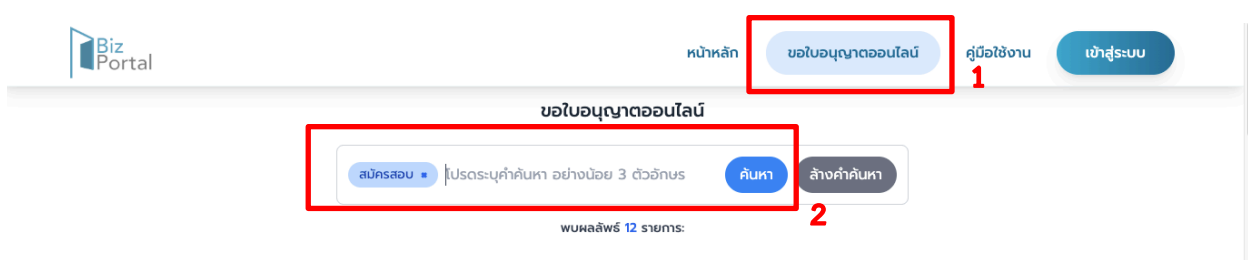 Biz
Portal
หน้าหลัก ขอใบอนุญาตออนไลน์ คู่มือใช้งาน เข้าสู่ระบบ
1
ขอใบอนุญาตออนไลน์
สมัครสอบ โปรดระบุคำค้นหา อย่างน้อย 3 ตัวอักษร ค้นหา ล้างคำค้นหา
2
พบผลลัพธ์ 12 รายการ: